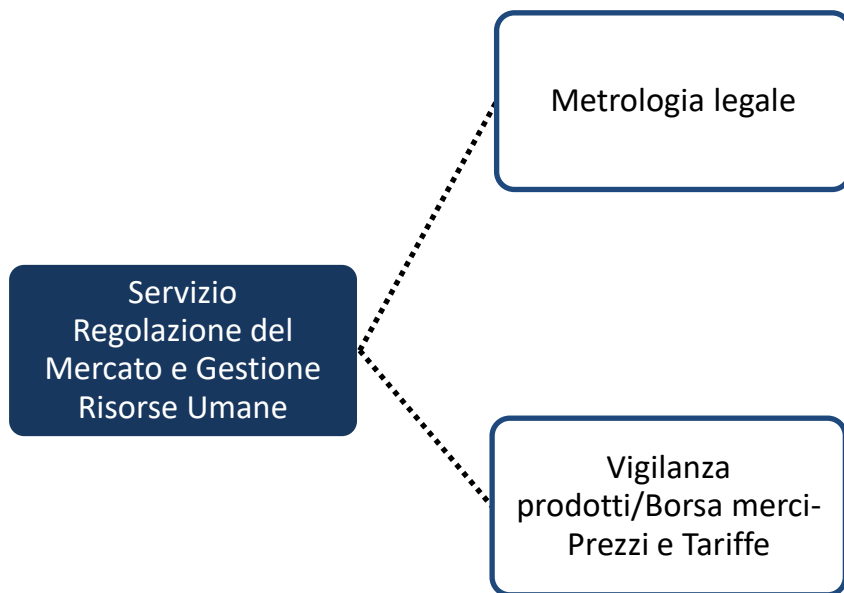 Metrologia legale
Servizio
Regolazione del
Mercato e Gestione
Risorse Umane
Vigilanza
prodotti/Borsa merci-
Prezzi e Tariffe